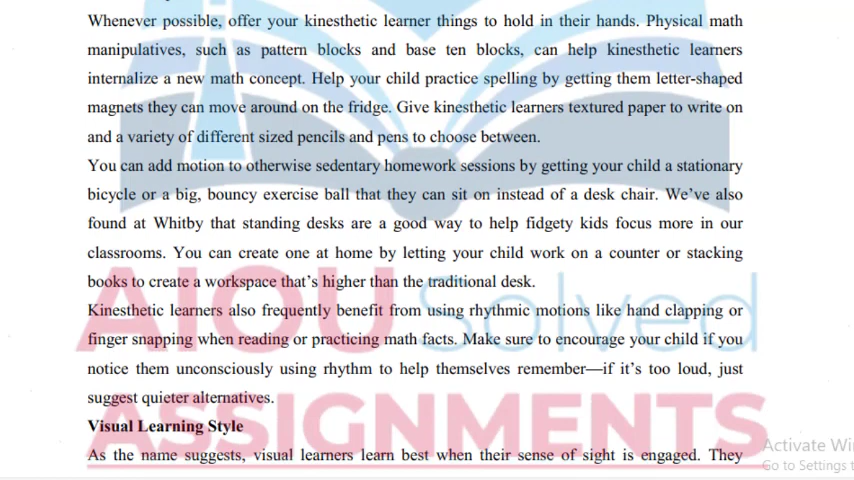 Whenever possible, offer your kinesthetic learner things to hold in their hands. Physical math
manipulatives, such as pattern blocks and base ten blocks, can help kinesthetic learners
internalize a new math concept. Help your child practice spelling by getting them letter-shaped
magnets they can move around on the fridge. Give kinesthetic learners textured paper to write on
and a variety of different sized pencils and pens to choose between.
You can add motion to otherwise sedentary homework sessions by getting your child a stationary
bicycle or a big, bouncy exercise ball that they can sit on instead of a desk chair. We’ve also
found at Whitby that standing desks are a good way to help fidgety kids focus more in our
classrooms. You can create one at home by letting your child work on a counter or stacking
books to create a workspace that’s higher than the traditional desk.
AIOU Solved
Kinesthetic learners also frequently benefit from using rhythmic motions like hand clapping or
finger snapping when reading or practicing math facts. Make sure to encourage your child if you
notice them unconsciously using rhythm to help themselves remember—if it’s too loud, just
suggest quieter alternatives.
ASSIGNMENTS
Visual Learning Style
As the name suggests, visual learners learn best when their sense of sight is engaged. They
Activate Win
Go to Settings t